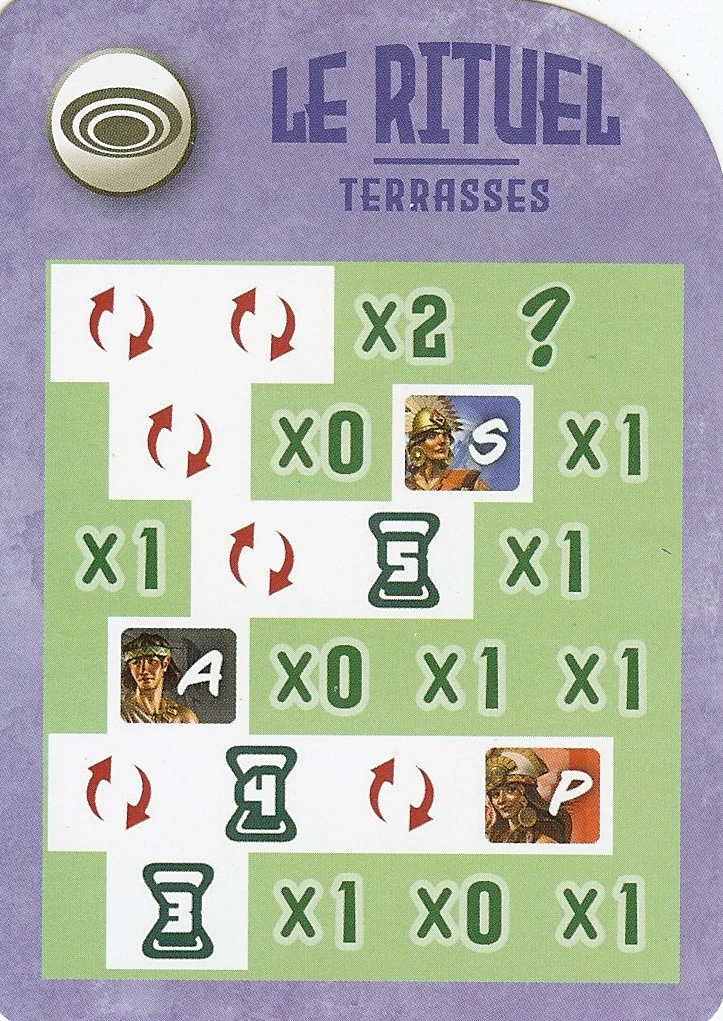 LE RITUEL
TERRASSES
X2 ?
X0 S X1
X1 5 X1
A X0 X1 X1
4 P
3 X1 X0 X1